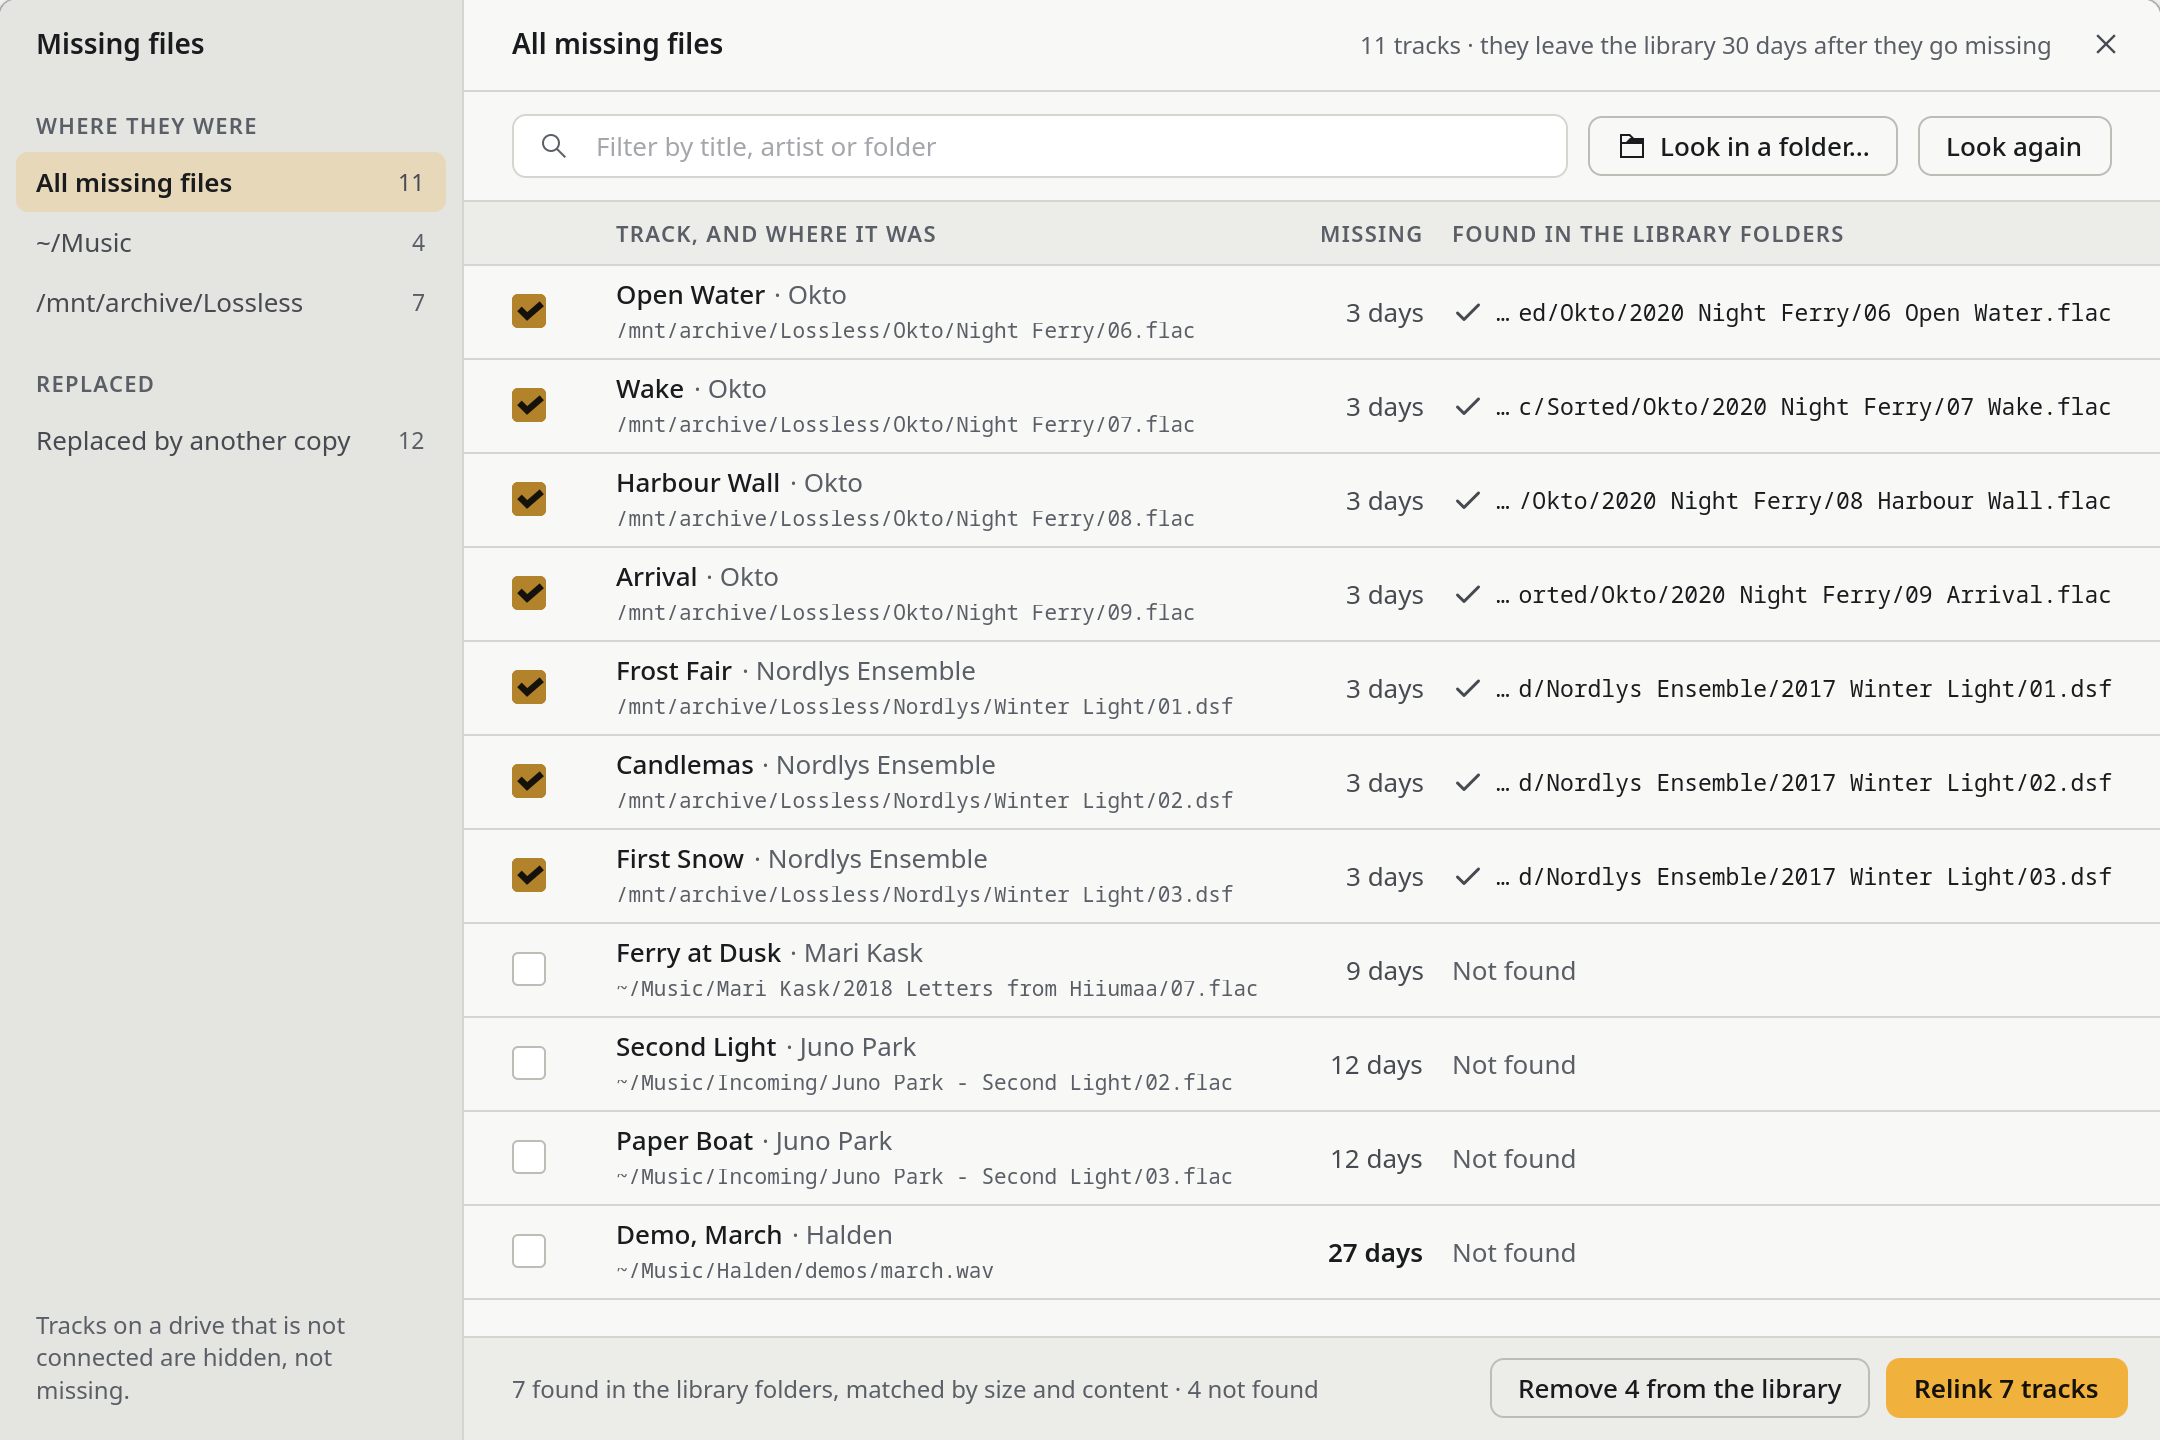 Missing files
WHERE THEY WERE
All missing files 11
~/Music 4
/mnt/archive/Lossless 7
REPLACED
Replaced by another copy 12
Tracks on a drive that is not
connected are hidden, not
missing.
All missing files
11 tracks · they leave the library 30 days after they go missing
Filter by title, artist or folder
Look in a folder…
Look again
TRACK, AND WHERE IT WAS MISSING FOUND IN THE LIBRARY FOLDERS
Open Water · Okto
/mnt/archive/Lossless/Okto/Night Ferry/06.flac
3 days … ed/Okto/2020 Night Ferry/06 Open Water.flac
Wake · Okto
/mnt/archive/Lossless/Okto/Night Ferry/07.flac
3 days … c/Sorted/Okto/2020 Night Ferry/07 Wake.flac
Harbour Wall · Okto
/mnt/archive/Lossless/Okto/Night Ferry/08.flac
3 days … /Okto/2020 Night Ferry/08 Harbour Wall.flac
Arrival · Okto
/mnt/archive/Lossless/Okto/Night Ferry/09.flac
3 days … orted/Okto/2020 Night Ferry/09 Arrival.flac
Frost Fair · Nordlys Ensemble
/mnt/archive/Lossless/Nordlys/Winter Light/01.dsf
3 days … d/Nordlys Ensemble/2017 Winter Light/01.dsf
Candlemas · Nordlys Ensemble
/mnt/archive/Lossless/Nordlys/Winter Light/02.dsf
3 days … d/Nordlys Ensemble/2017 Winter Light/02.dsf
First Snow · Nordlys Ensemble
/mnt/archive/Lossless/Nordlys/Winter Light/03.dsf
3 days … d/Nordlys Ensemble/2017 Winter Light/03.dsf
Ferry at Dusk · Mari Kask
~/Music/Mari Kask/2018 Letters from Hiiumaa/07.flac
9 days Not found
Second Light · Juno Park
~/Music/Incoming/Juno Park - Second Light/02.flac
12 days Not found
Paper Boat · Juno Park
~/Music/Incoming/Juno Park - Second Light/03.flac
12 days Not found
Demo, March · Halden
~/Music/Halden/demos/march.wav
27 days Not found
7 found in the library folders, matched by size and content · 4 not found
Remove 4 from the library
Relink 7 tracks